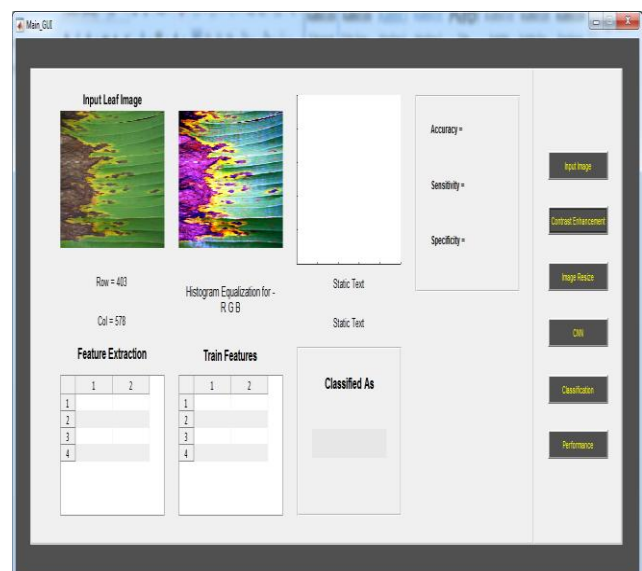 Main_GUI
Input Leaf Image
Row = 403
Col = 578
Histogram Equalization for -
R G B
Static Text
Static Text
Accuracy =
Sensitivity =
Specificity =
Input Image
Contrast Enhancement
Image Resize
CNN
Classification
Performance
Feature Extraction
1 2
1
2
3
4
Train Features
1 2
1
2
3
4
Classified As